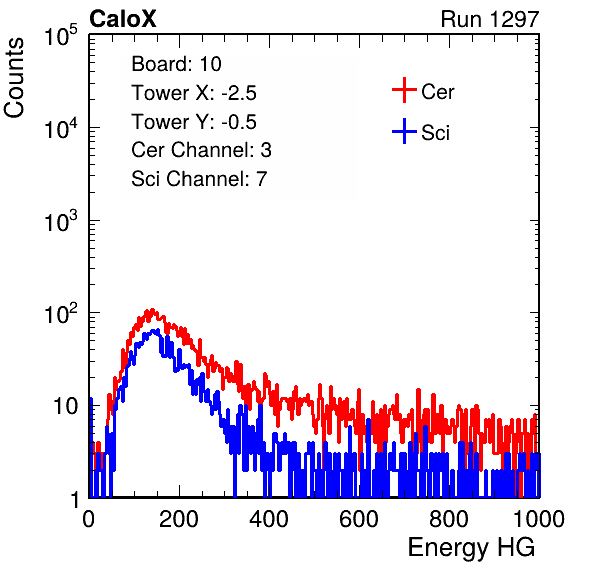 CaloX Run 1297
Counts
10^5
10^4
10^3
10^2
10
1
Board: 10
Tower X: -2.5
Tower Y: -0.5
Cer Channel: 3
Sci Channel: 7
Cer
Sci
0 200 400 600 800 1000
Energy HG